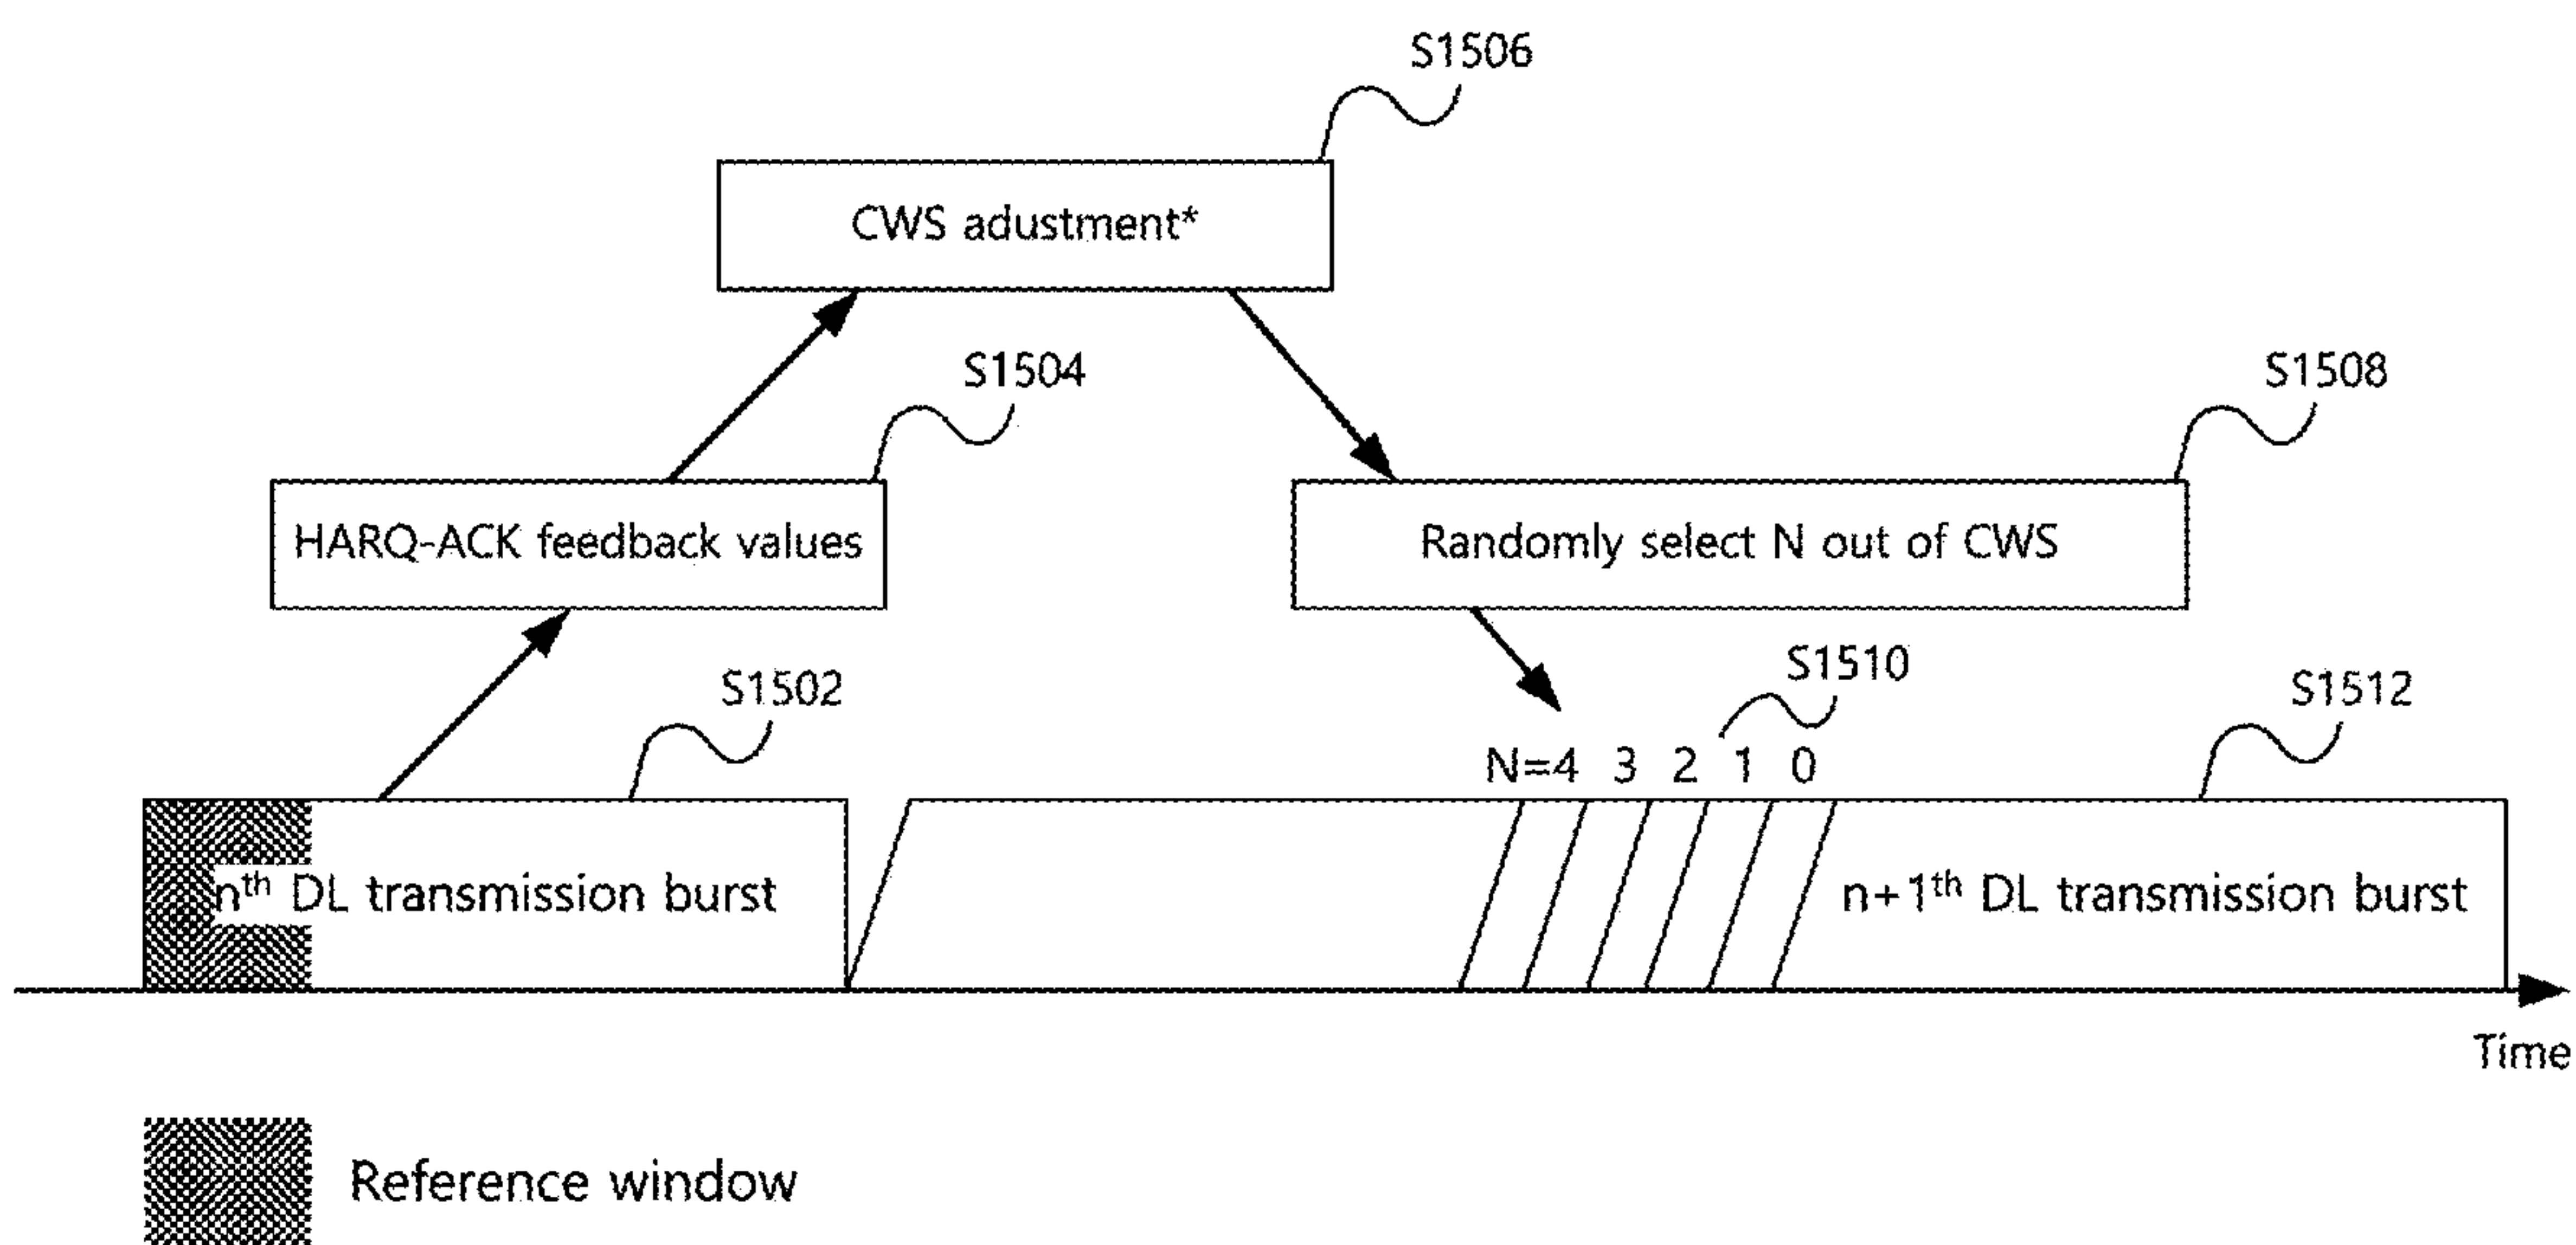 S1506
CWS adustment*
S1504
S1508
HARQ-ACK feedback values
Randomly select N out of CWS
S1502
S1510
S1512
N=4 3 2 1 0
nth DL transmission burst
n+1th DL transmission burst
Time
Reference window